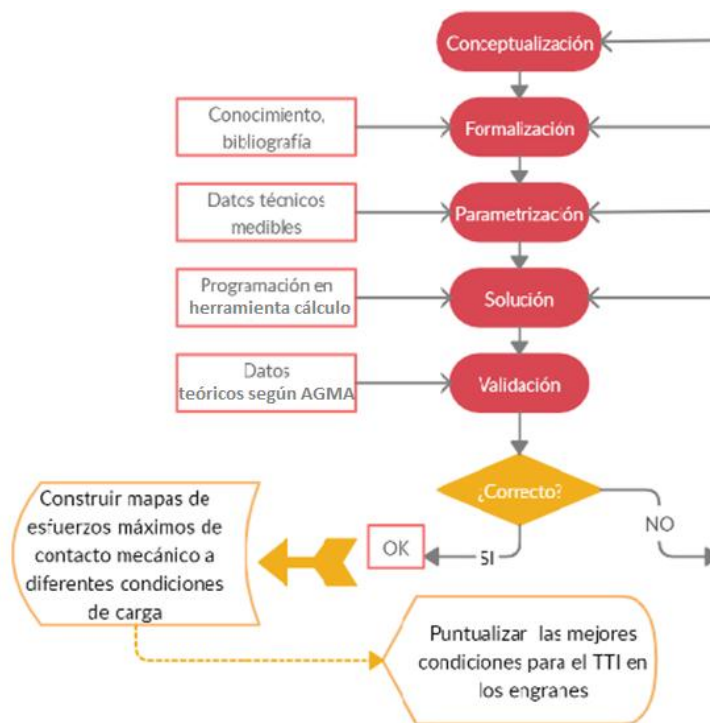 Conceptualización
Conocimiento,
bibliografía
Formalización
Datos técnicos
medibles
Parametrización
Programación en
herramienta cálculo
Solución
Datos
teóricos según AGMA
Validación
¿Correcto?
NO
SI
OK
Construir mapas de
esfuerzos máximos de
contacto mecánico a
diferentes condiciones
de carga
Puntualizar las mejores
condiciones para el TTI en
los engranes